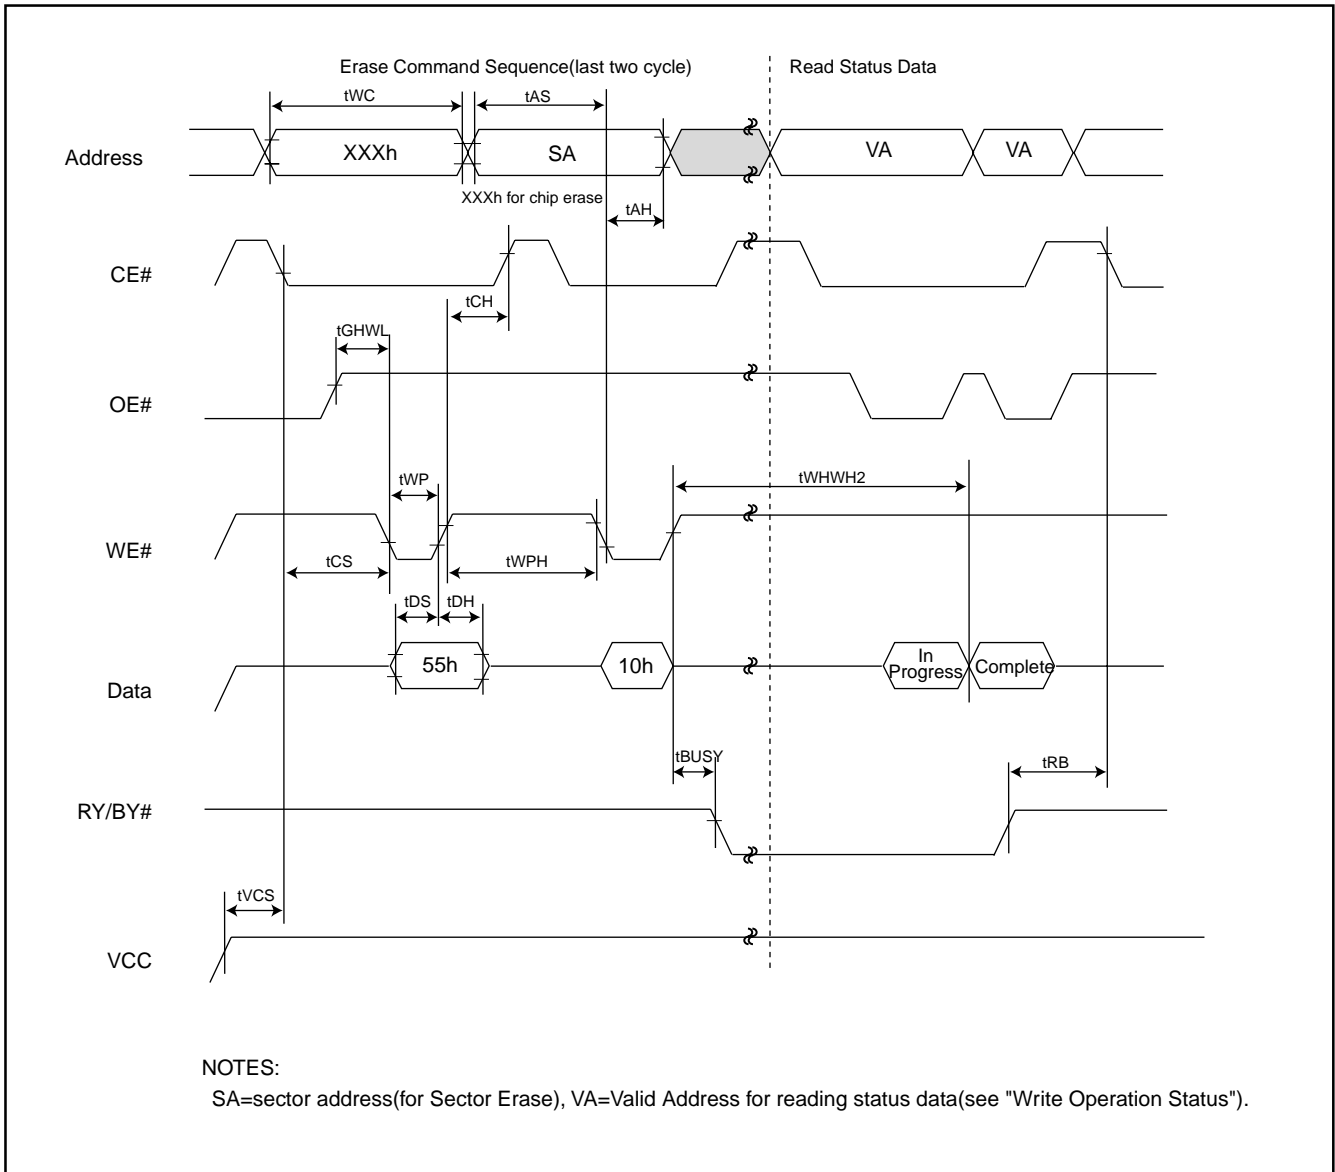 Erase Command Sequence(last two cycle)
Read Status Data
tWC
tAS
Address
XXXh
SA
VA
VA
XXXh for chip erase
tAH
CE#
tCH
tGHWL
OE#
tWP
tWHWH2
WE#
tCS
tWPH
tDS
tDH
55h
10h
In
Progress
Complete
Data
tBUSY
tRB
RY/BY#
tVCS
VCC
NOTES:
SA=sector address(for Sector Erase), VA=Valid Address for reading status data(see "Write Operation Status").